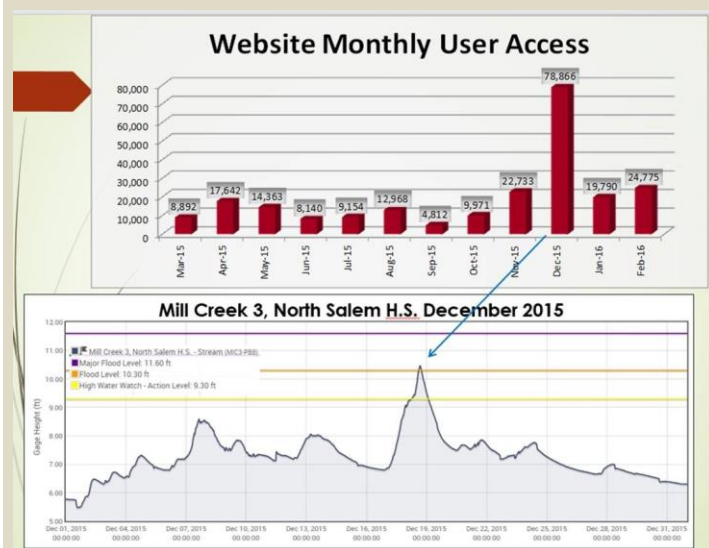 Website Monthly User Access
80,000
70,000
60,000
50,000
40,000
30,000
20,000
10,000
0
8,892
17,642
14,363
8,140
9,154
12,968
4,812
9,971
22,733
78,866
19,790
24,775
Mar-15
Apr-15
May-15
Jun-15
Jul-15
Aug-15
Sep-15
Oct-15
Nov-15
Dec-15
Jan-16
Feb-16
Mill Creek 3, North Salem H.S. December 2015
12.00
11.00
10.00
9.00
8.00
7.00
6.00
5.00
Gage Height (ft)
Mill Creek 3, North Salem H.S. - Stream (MIC3-PBB)
Major Flood Level: 11.60 ft
Flood Level: 10.30 ft
High Water Watch - Action Level: 9.30 ft
Dec 01, 2015 Dec 04, 2015 Dec 07, 2015 Dec 10, 2015 Dec 13, 2015 Dec 16, 2015 Dec 19, 2015 Dec 22, 2015 Dec 25, 2015 Dec 28, 2015 Dec 31, 2015
00:00:00 00:00:00 00:00:00 00:00:00 00:00:00 00:00:00 00:00:00 00:00:00 00:00:00 00:00:00 00:00:00